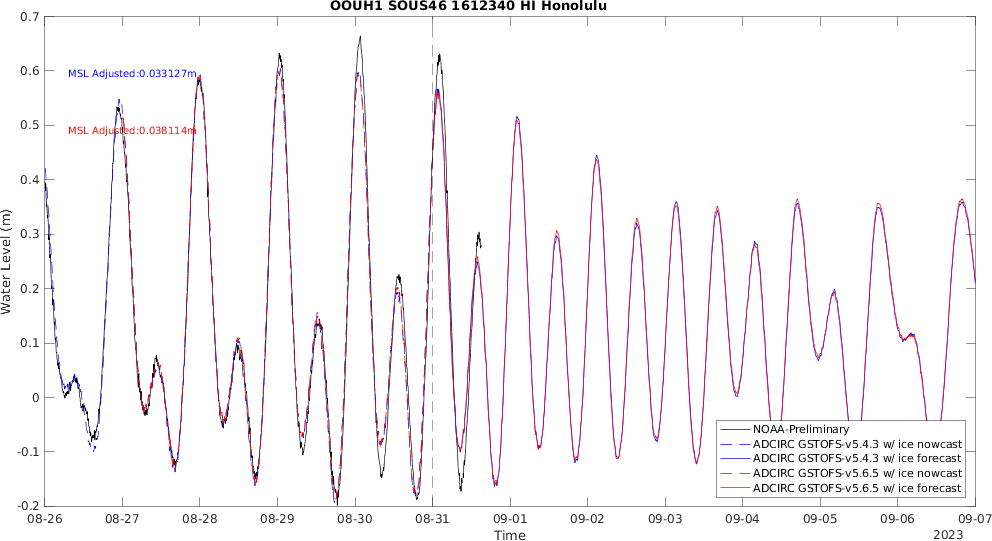 OOUH1 SOUS46 1612340 HI Honolulu
0.7
0.6
0.5
0.4
0.3
0.2
0.1
0
-0.1
-0.2
Water Level (m)
MSL Adjusted:0.033127m
MSL Adjusted:0.038114m
NOAA-Preliminary
ADCIRC GSTOFS-v5.4.3 w/ ice nowcast
ADCIRC GSTOFS-v5.4.3 w/ ice forecast
ADCIRC GSTOFS-v5.6.5 w/ ice nowcast
ADCIRC GSTOFS-v5.6.5 w/ ice forecast
08-26 08-27 08-28 08-29 08-30 08-31 09-01 09-02 09-03 09-04 09-05 09-06 09-07
Time
2023